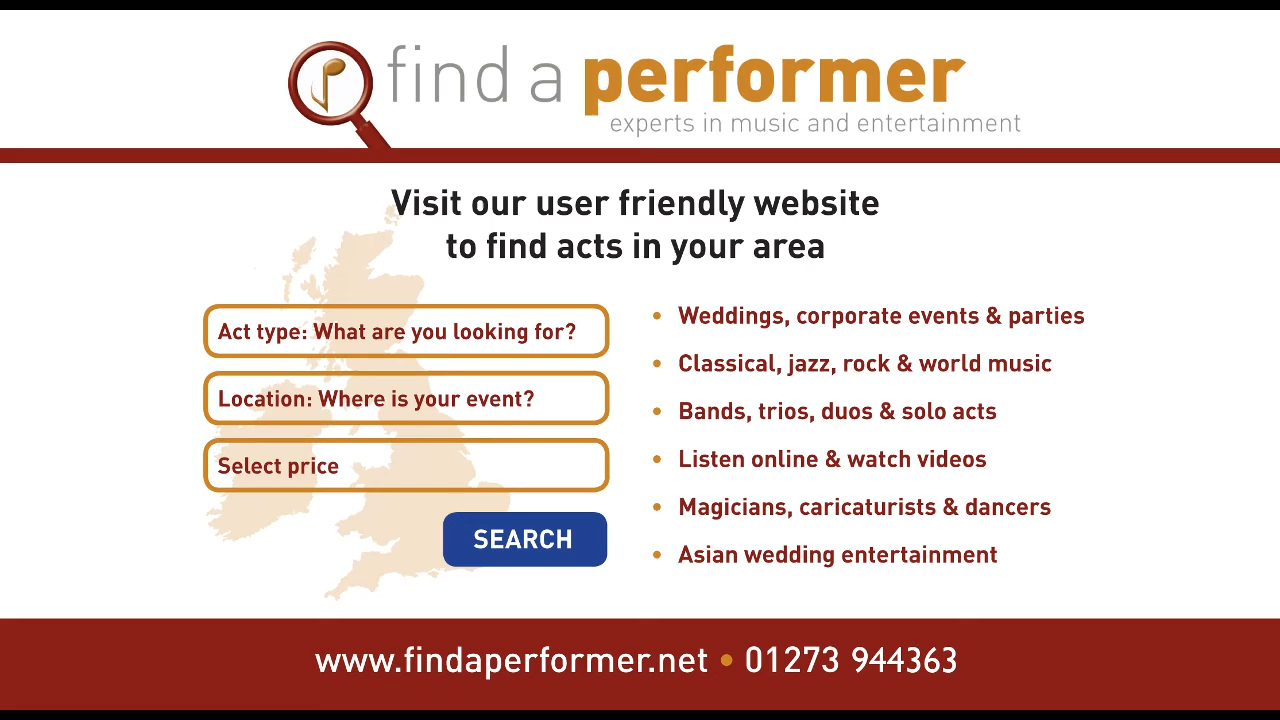 find a performer
experts in music and entertainment
Visit our user friendly website
to find acts in your area
Act type: What are you looking for?
Location: Where is your event?
Select price
SEARCH
• Weddings, corporate events & parties
• Classical, jazz, rock & world music
• Bands, trios, duos & solo acts
• Listen online & watch videos
• Magicians, caricaturists & dancers
• Asian wedding entertainment
www.findaperformer.net • 01273 944363